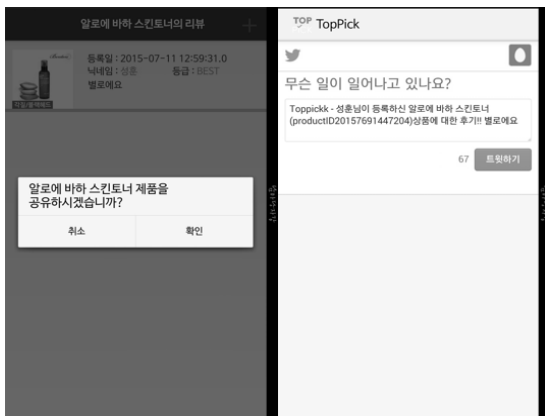 알로에 바하 스킨토너의 리뷰
등록일 : 2015-07-11 12:59:31.0
닉네임 : 성훈 등급 : BEST
별로에요
알로에 바하 스킨토너 제품을
공유하시겠습니까?
취소 확인
TOP PICK TopPick
무슨 일이 일어나고 있나요?
Toppickk - 성훈님이 등록하신 알로에 바하 스킨토너
(productID20157691447204)상품에 대한 후기!! 별로에요
67 트윗하기